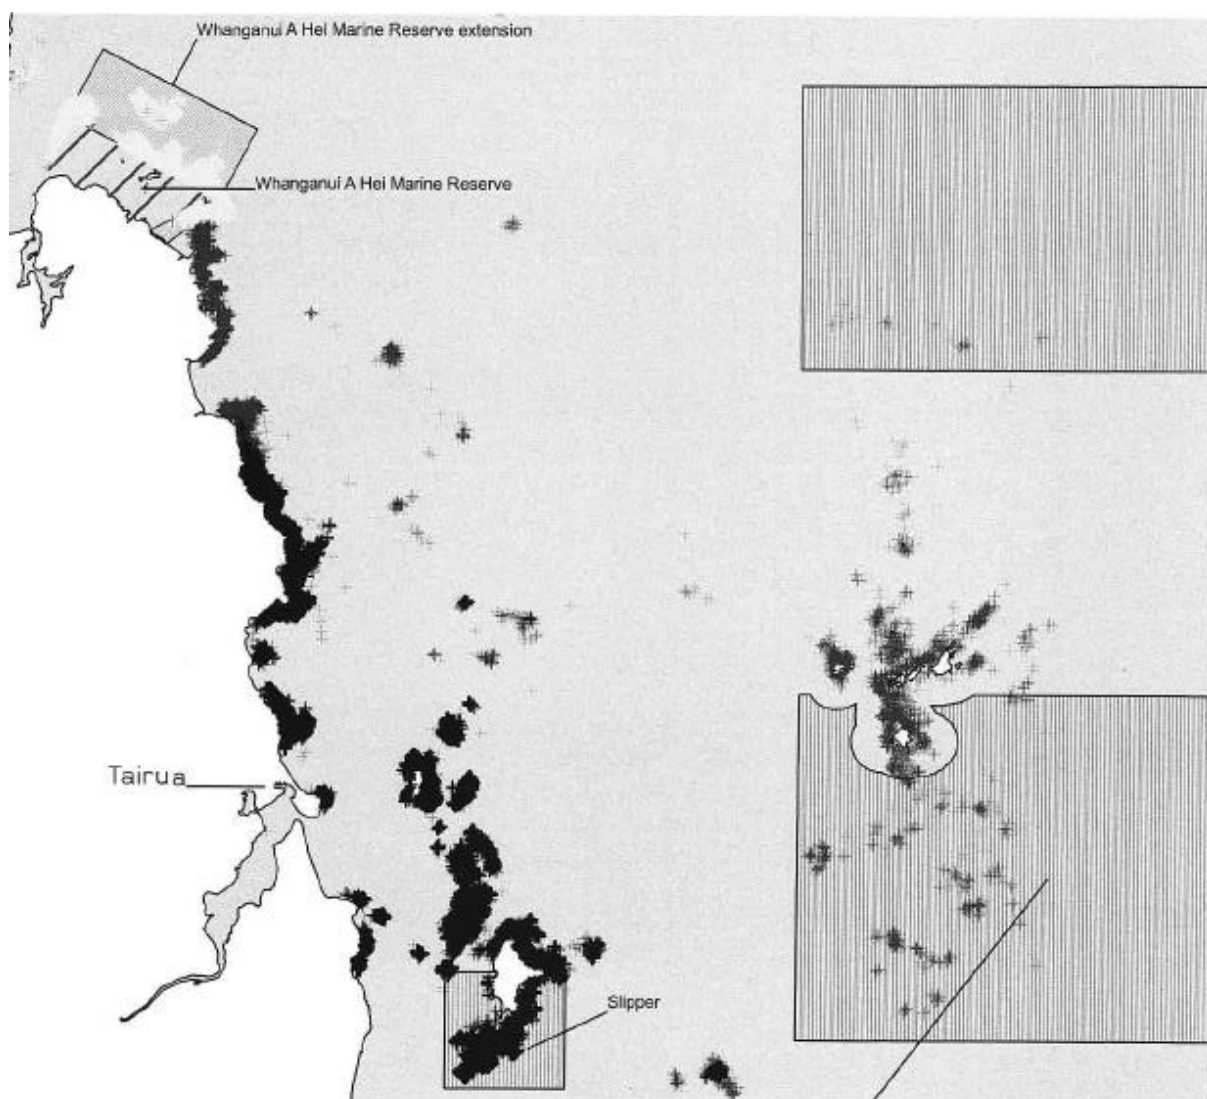 Whanganui A Hei Marine Reserve extension
Whanganui A Hei Marine Reserve
Tairua
Slipper